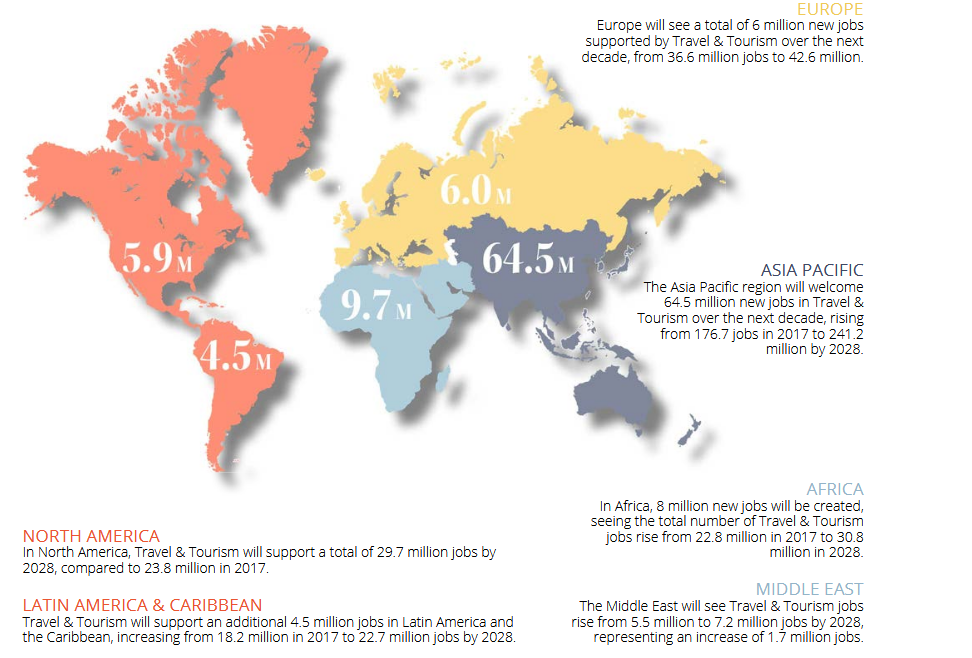 EUROPE
Europe will see a total of 6 million new jobs
supported by Travel & Tourism over the next
decade, from 36.6 million jobs to 42.6 million.
6.0 M
5.9 M
64.5 M
9.7 M
4.5 M
ASIA PACIFIC
The Asia Pacific region will welcome
64.5 million new jobs in Travel &
Tourism over the next decade, rising
from 176.7 jobs in 2017 to 241.2
million by 2028.
AFRICA
In Africa, 8 million new jobs will be created,
seeing the total number of Travel & Tourism
jobs rise from 22.8 million in 2017 to 30.8
million in 2028.
NORTH AMERICA
In North America, Travel & Tourism will support a total of 29.7 million jobs by
2028, compared to 23.8 million in 2017.
MIDDLE EAST
The Middle East will see Travel & Tourism jobs
rise from 5.5 million to 7.2 million jobs by 2028,
representing an increase of 1.7 million jobs.
LATIN AMERICA & CARIBBEAN
Travel & Tourism will support an additional 4.5 million jobs in Latin America and
the Caribbean, increasing from 18.2 million in 2017 to 22.7 million jobs by 2028.